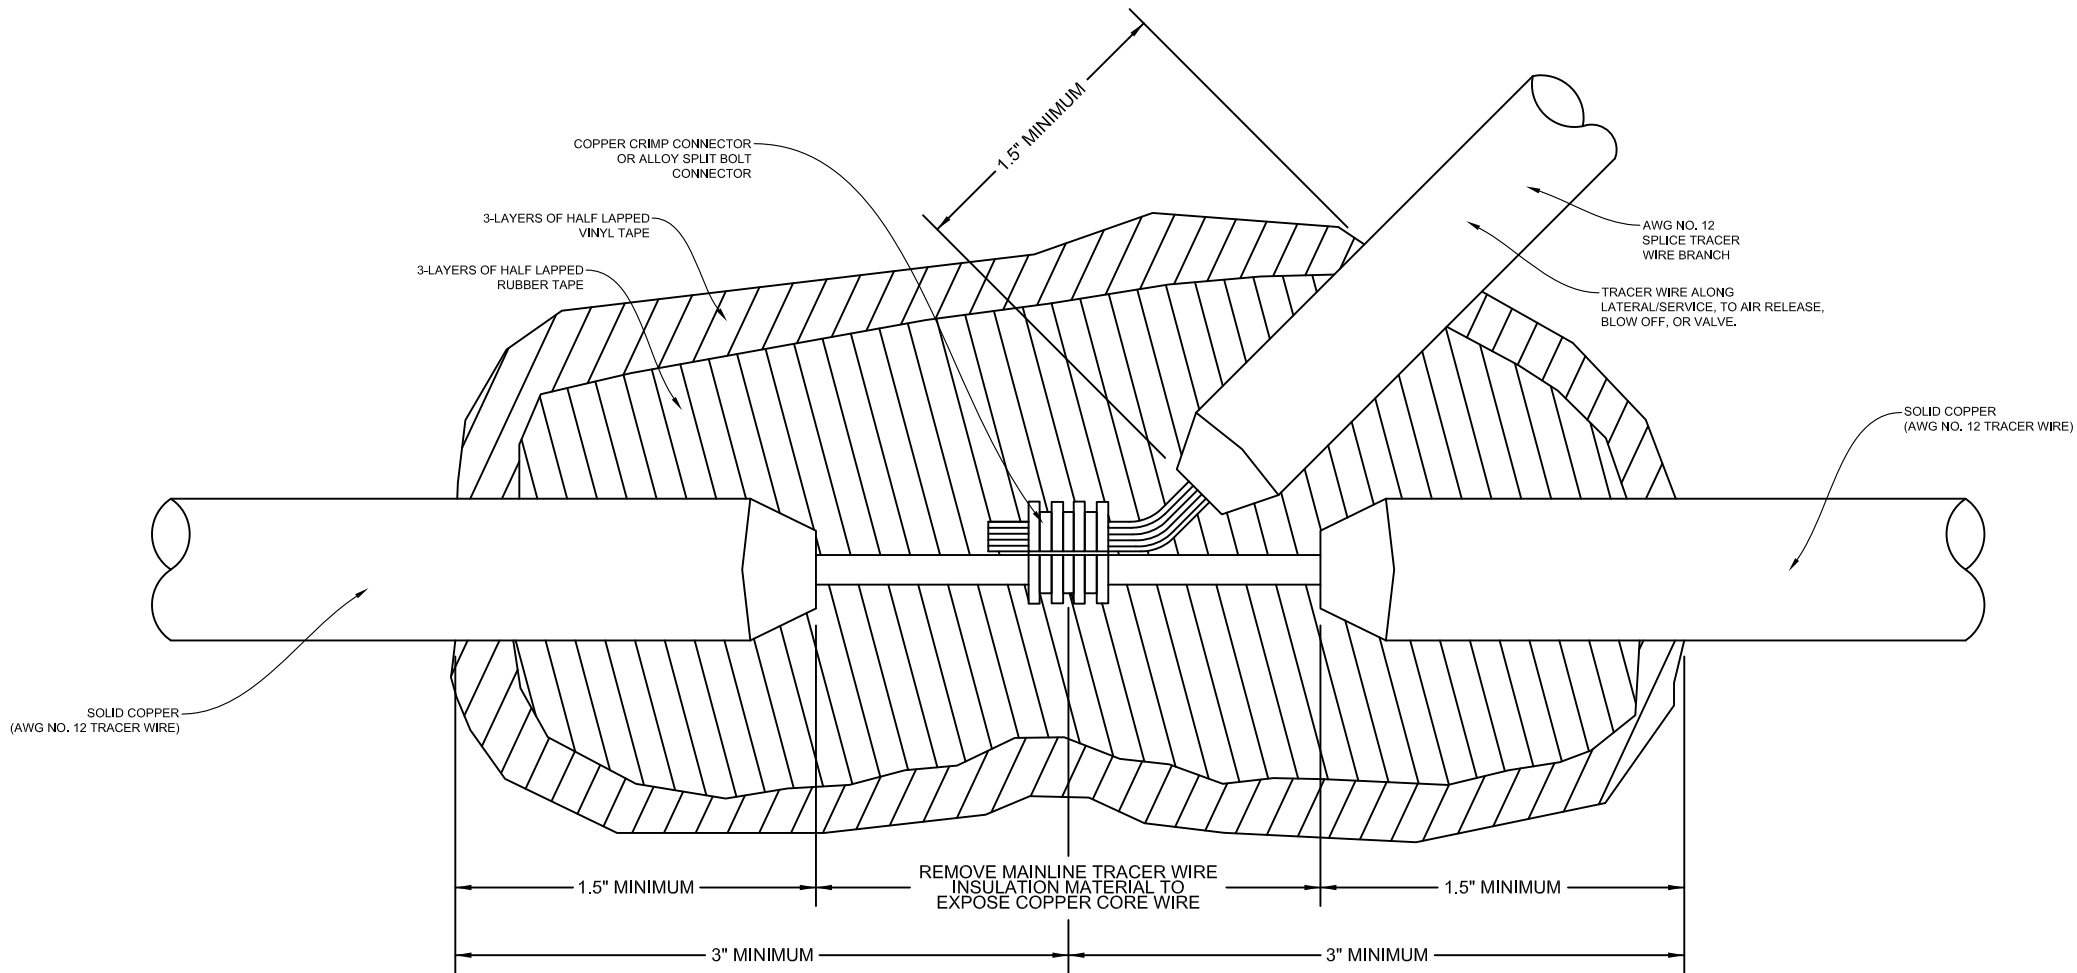 1.5" MINIMUM
COPPER CRIMP CONNECTOR
OR ALLOY SPLIT BOLT
CONNECTOR
3-LAYERS OF HALF LAPPED
VINYL TAPE
3-LAYERS OF HALF LAPPED
RUBBER TAPE
AWG NO. 12
SPLICE TRACER
WIRE BRANCH
TRACER WIRE ALONG
LATERAL/SERVICE, TO AIR RELEASE,
BLOW OFF, OR VALVE.
SOLID COPPER
(AWG NO. 12 TRACER WIRE)
SOLID COPPER
(AWG NO. 12 TRACER WIRE)
1.5" MINIMUM
REMOVE MAINLINE TRACER WIRE
INSULATION MATERIAL TO
EXPOSE COPPER CORE WIRE
1.5" MINIMUM
3" MINIMUM
3" MINIMUM